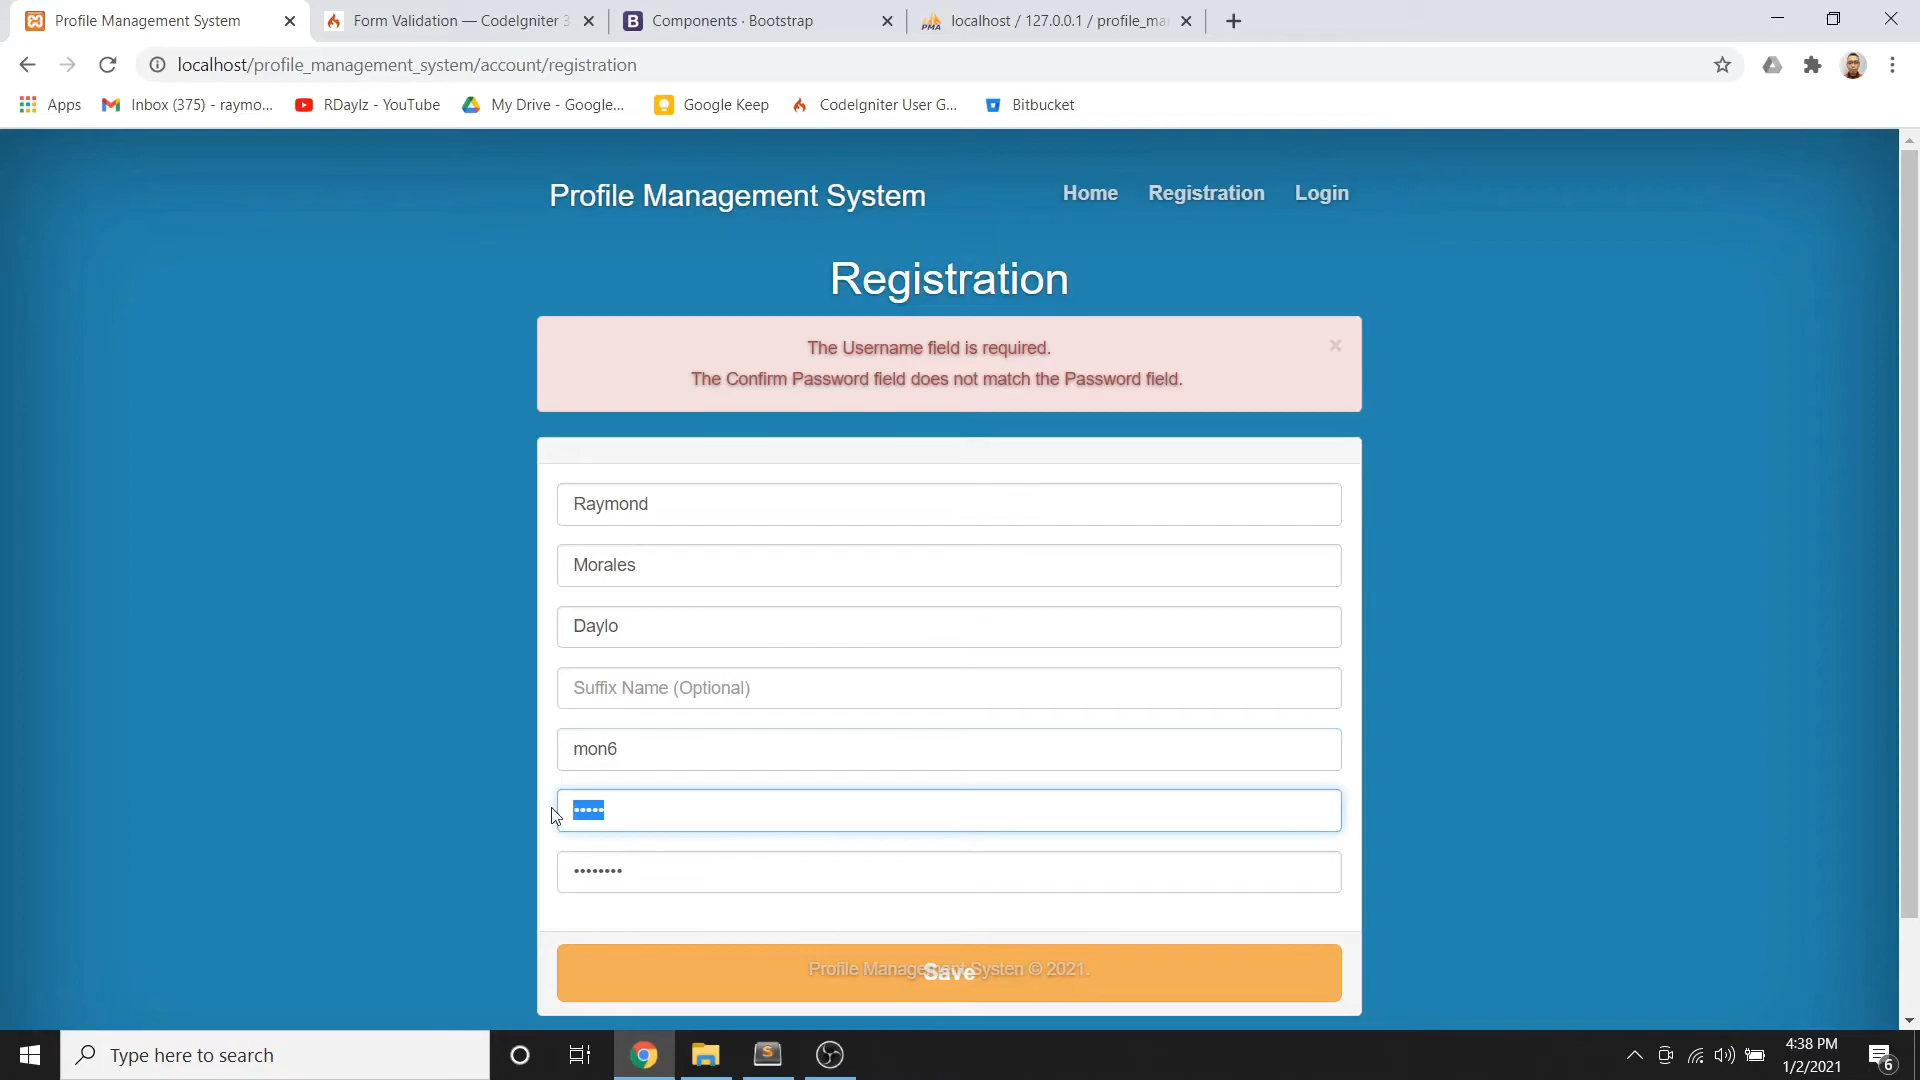 Profile Management System
Form Validation — CodeIgniter 3
Components · Bootstrap
localhost / 127.0.0.1 / profile_ma
localhost/profile_management_system/account/registration
Apps
Inbox (375) - raymo...
RDaylz - YouTube
My Drive - Google...
Google Keep
CodeIgniter User G...
Bitbucket
Profile Management System
Home
Registration
Login
Registration
The Username field is required.
The Confirm Password field does not match the Password field.
Raymond
Morales
Daylo
Suffix Name (Optional)
mon6
•••••
••••••••
Save
Profile Management Systen © 2021.
Type here to search
4:38 PM
1/2/2021
6